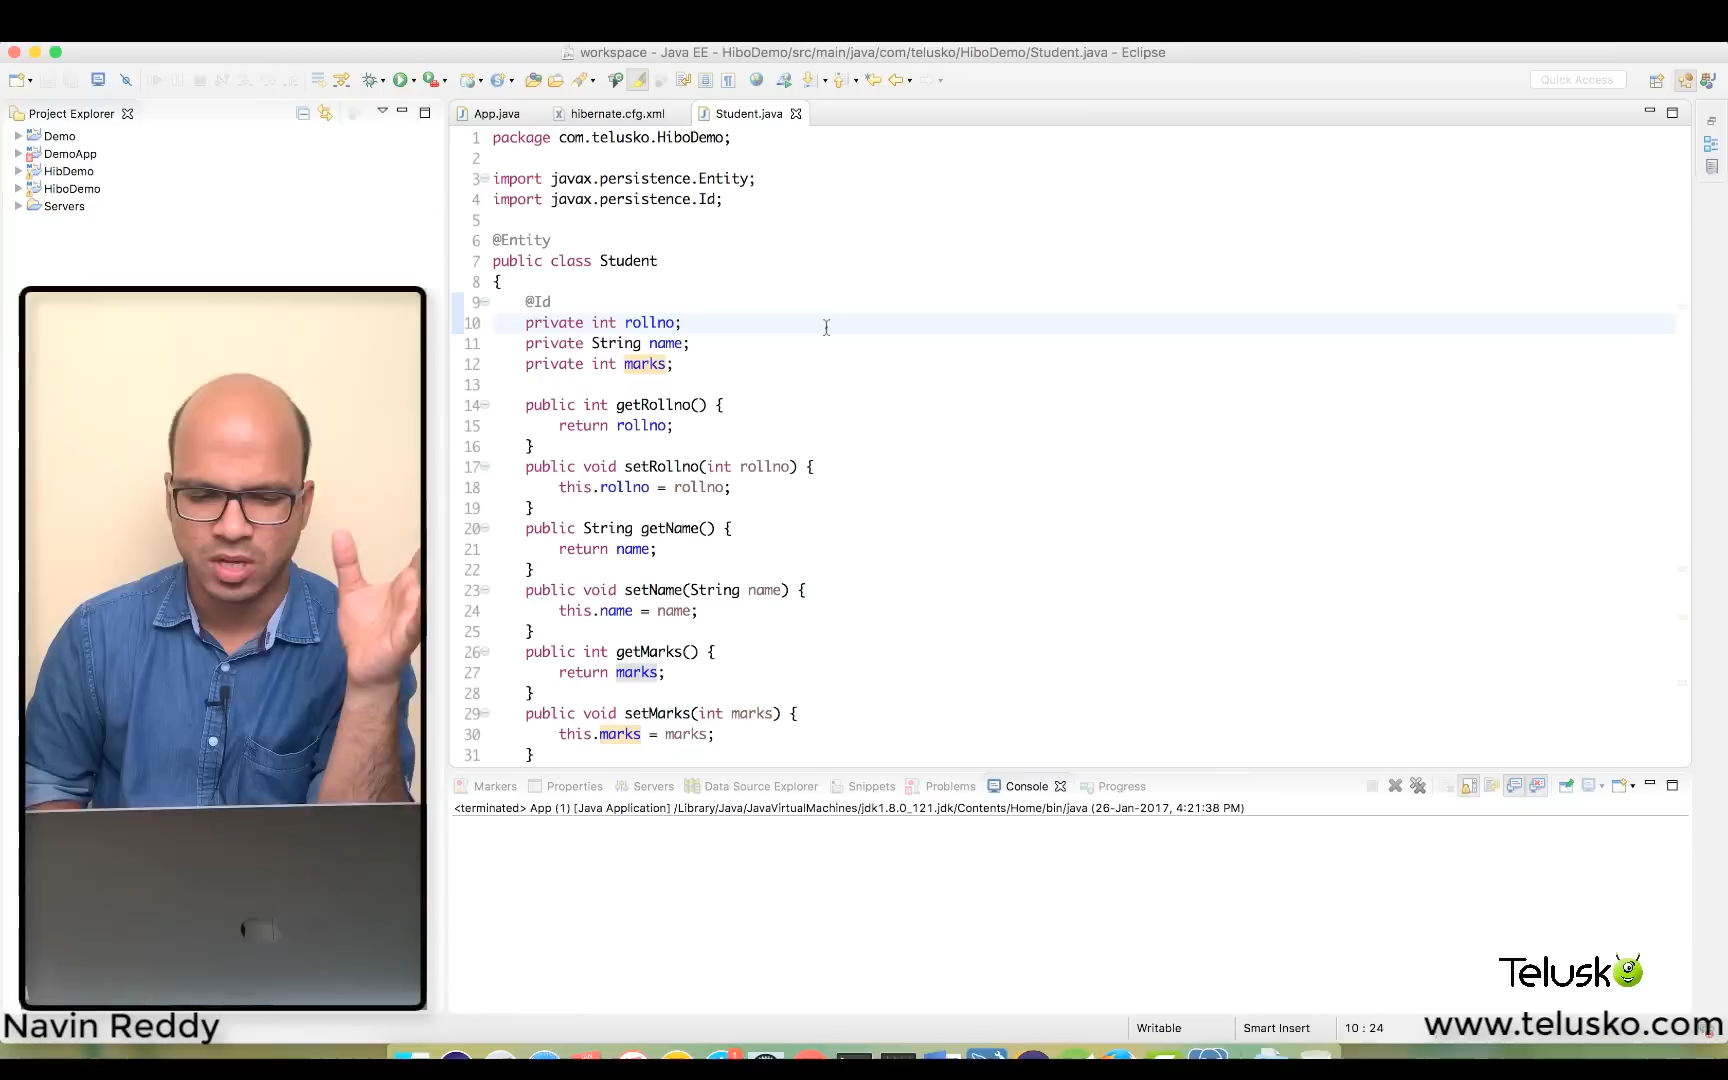 workspace - Java EE - HiboDemo/src/main/java/com/telusko/HiboDemo/Student.java - Eclipse
Quick Access
Project Explorer
App.java
hibernate.cfg.xml
Student.java
Demo
DemoApp
HibDemo
HiboDemo
Servers
1 package com.telusko.HiboDemo;
2
3 import javax.persistence.Entity;
4 import javax.persistence.Id;
5
6 @Entity
7 public class Student
8 {
9 @Id
10 private int rollno;
11 private String name;
12 private int marks;
13
14 public int getRollno() {
15 return rollno;
16 }
17 public void setRollno(int rollno) {
18 this.rollno = rollno;
19 }
20 public String getName() {
21 return name;
22 }
23 public void setName(String name) {
24 this.name = name;
25 }
26 public int getMarks() {
27 return marks;
28 }
29 public void setMarks(int marks) {
30 this.marks = marks;
31 }
Markers Properties Servers Data Source Explorer Snippets Problems Console Progress
<terminated> App (1) [Java Application] /Library/Java/JavaVirtualMachines/jdk1.8.0_121.jdk/Contents/Home/bin/java (26-Jan-2017, 4:21:38 PM)
Telusko
Navin Reddy
Writable
Smart Insert
10 : 24
www.telusko.com